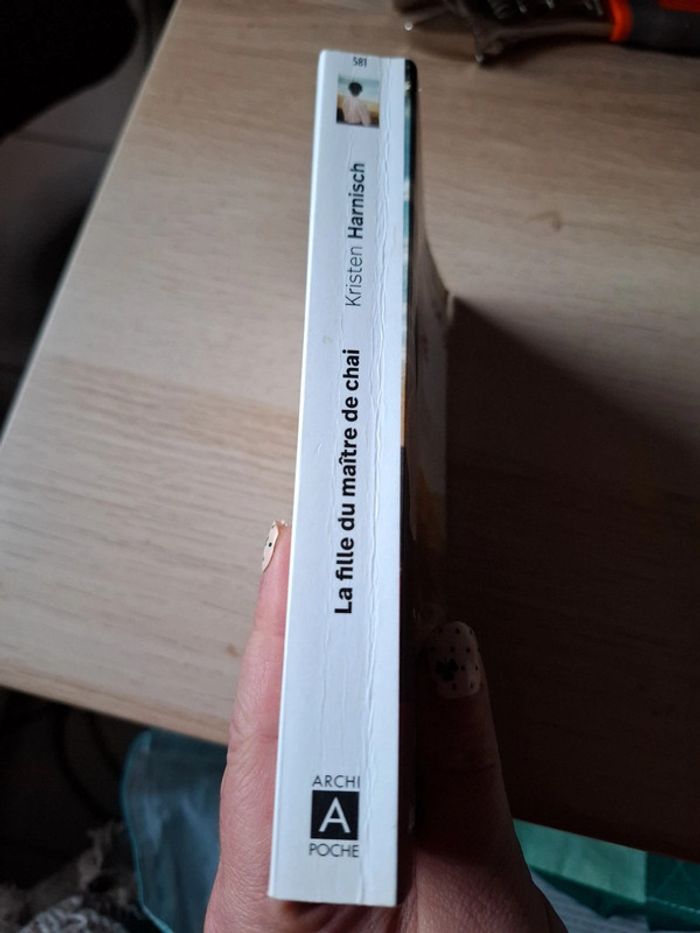 581
Kristen Harnisch
La fille du maître de chai
ARCHI
A
POCHE